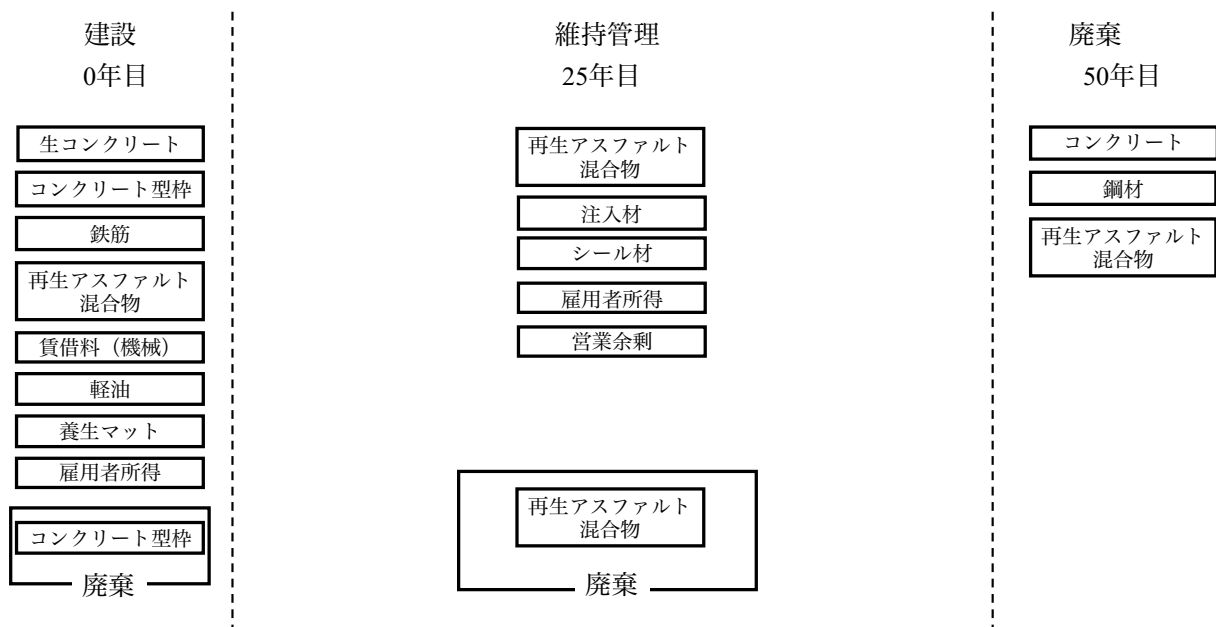 建設
0年目
生コンクリート
コンクリート型枠
鉄筋
再生アスファルト
混合物
賃借料（機械）
軽油
養生マット
雇用者所得
コンクリート型枠
廃棄
維持管理
25年目
再生アスファルト
混合物
注入材
シール材
雇用者所得
営業余剰
再生アスファルト
混合物
廃棄
廃棄
50年目
コンクリート
鋼材
再生アスファルト
混合物